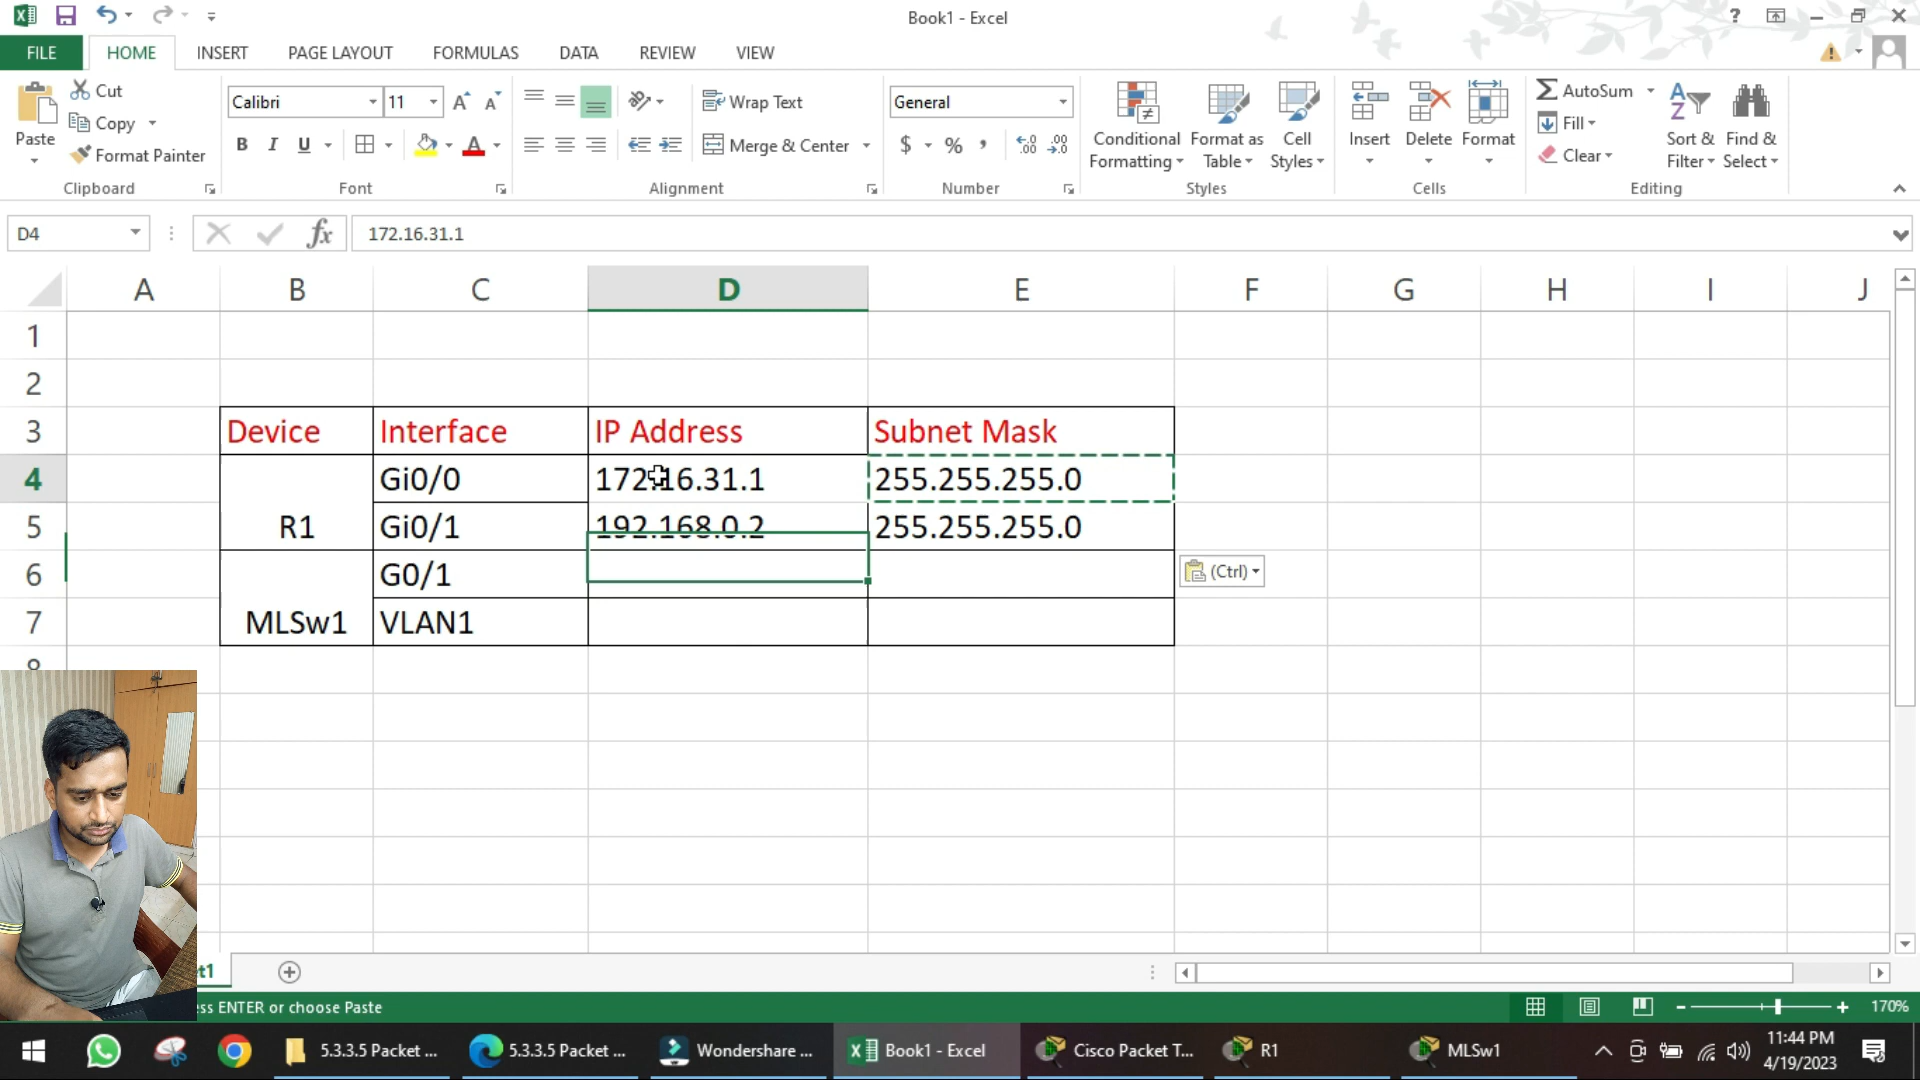 Book1 - Excel
FILE HOME INSERT PAGE LAYOUT FORMULAS DATA REVIEW VIEW
Paste
Cut
Copy
Format Painter
Clipboard
Calibri 11
B I U
Font
Wrap Text
Merge & Center
Alignment
General
$ % ,
Number
Conditional Formatting
Format as Table
Cell Styles
Styles
Insert
Delete
Format
Cells
AutoSum
Fill
Clear
Sort & Filter
Find & Select
Editing
D4 fx 172.16.31.1
A B C D E F G H I J
1
2
3 Device Interface IP Address Subnet Mask
4 Gi0/0 172.16.31.1 255.255.255.0
5 R1 Gi0/1 192.168.0.2 255.255.255.0
6 G0/1
(Ctrl)
7 MLSw1 VLAN1
8
et1
ess ENTER or choose Paste
170%
5.3.3.5 Packet ...
5.3.3.5 Packet ...
Wondershare ...
Book1 - Excel
Cisco Packet T...
R1
MLSw1
11:44 PM
4/19/2023